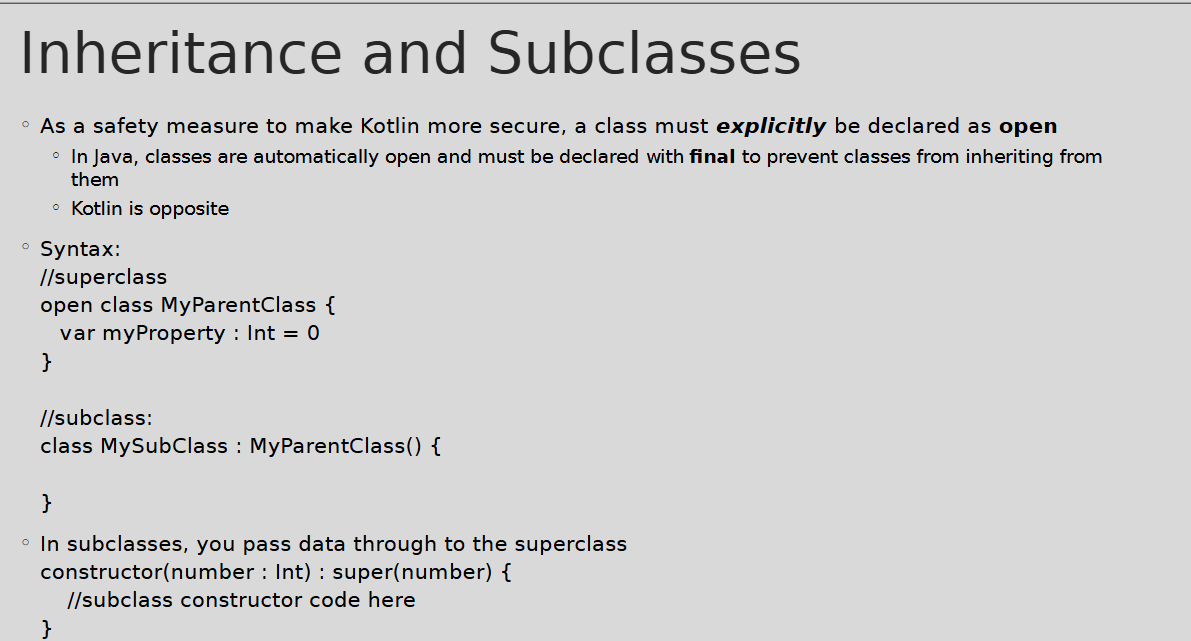 Inheritance and Subclasses
◦ As a safety measure to make Kotlin more secure, a class must explicitly be declared as open
◦ In Java, classes are automatically open and must be declared with final to prevent classes from inheriting from
them
◦ Kotlin is opposite
◦ Syntax:
//superclass
open class MyParentClass {
var myProperty : Int = 0
}
//subclass:
class MySubClass : MyParentClass() {
}
◦ In subclasses, you pass data through to the superclass
constructor(number : Int) : super(number) {
//subclass constructor code here
}